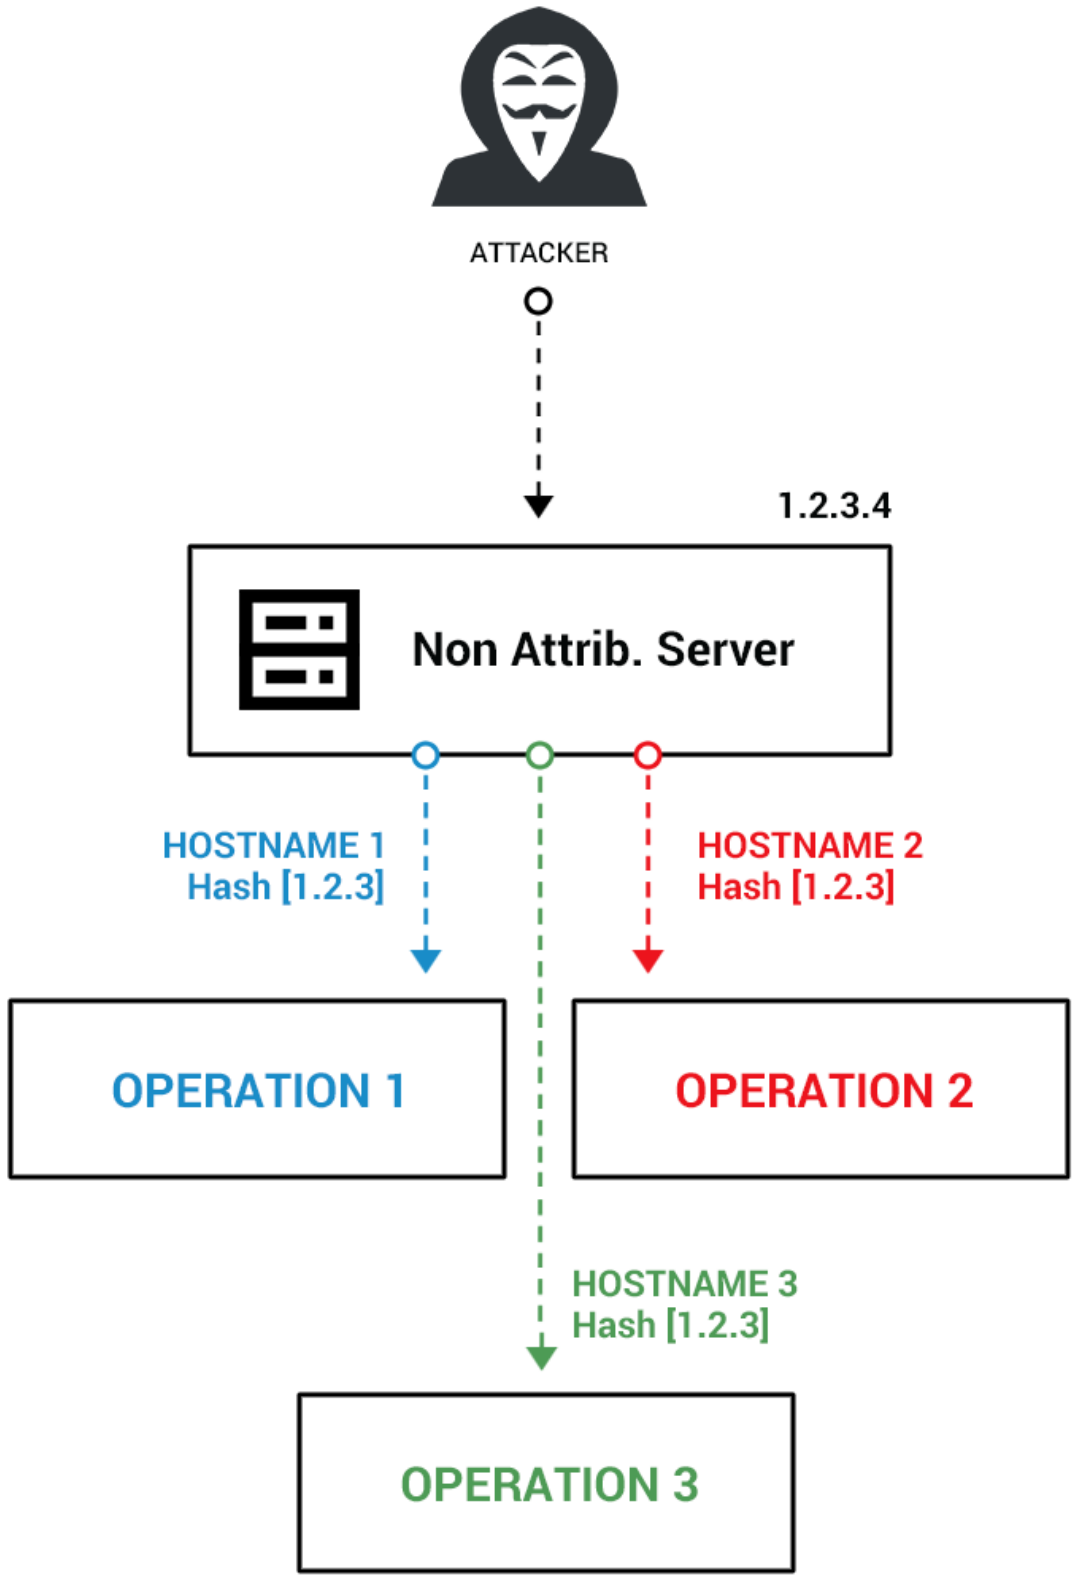 ATTACKER
1.2.3.4
Non Attrib. Server
HOSTNAME 1
Hash [1.2.3]
HOSTNAME 2
Hash [1.2.3]
OPERATION 1
OPERATION 2
HOSTNAME 3
Hash [1.2.3]
OPERATION 3